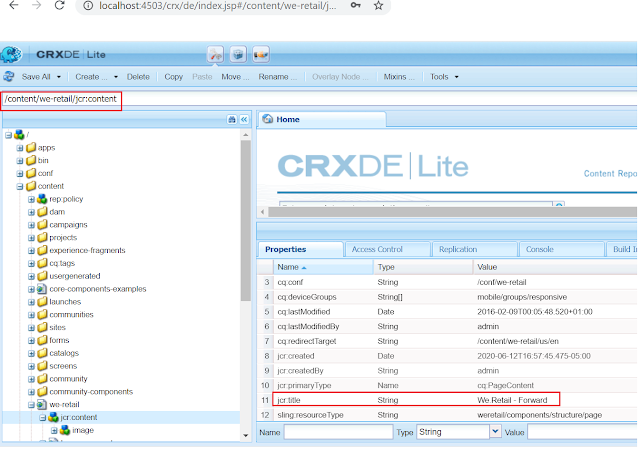 localhost:4503/crx/de/index.jsp#/content/we-retail/j...
CRXDE | Lite
Save All Create ... Delete Copy Paste Move ... Rename ... Overlay Node ... Mixins ... Tools
/content/we-retail/jcr:content
Home
/
apps
bin
conf
content
rep:policy
dam
campaigns
projects
experience-fragments
cq:tags
usergenerated
core-components-examples
launches
communities
sites
forms
catalogs
screens
community
community-components
we-retail
jcr:content
image
CRXDE | Lite
Content Repo
Properties Access Control Replication Console Build In
Name Type Value
3 cq:conf String /conf/we-retail
4 cq:deviceGroups String[] mobile/groups/responsive
5 cq:lastModified Date 2016-02-09T00:05:48.520+01:00
6 cq:lastModifiedBy String admin
7 cq:redirectTarget String /content/we-retail/us/en
8 jcr:created Date 2020-06-12T16:57:45.475-05:00
9 jcr:createdBy String admin
10 jcr:primaryType Name cq:PageContent
11 jcr:title String We.Retail - Forward
12 sling:resourceType String weretail/components/structure/page
Name Type String Value